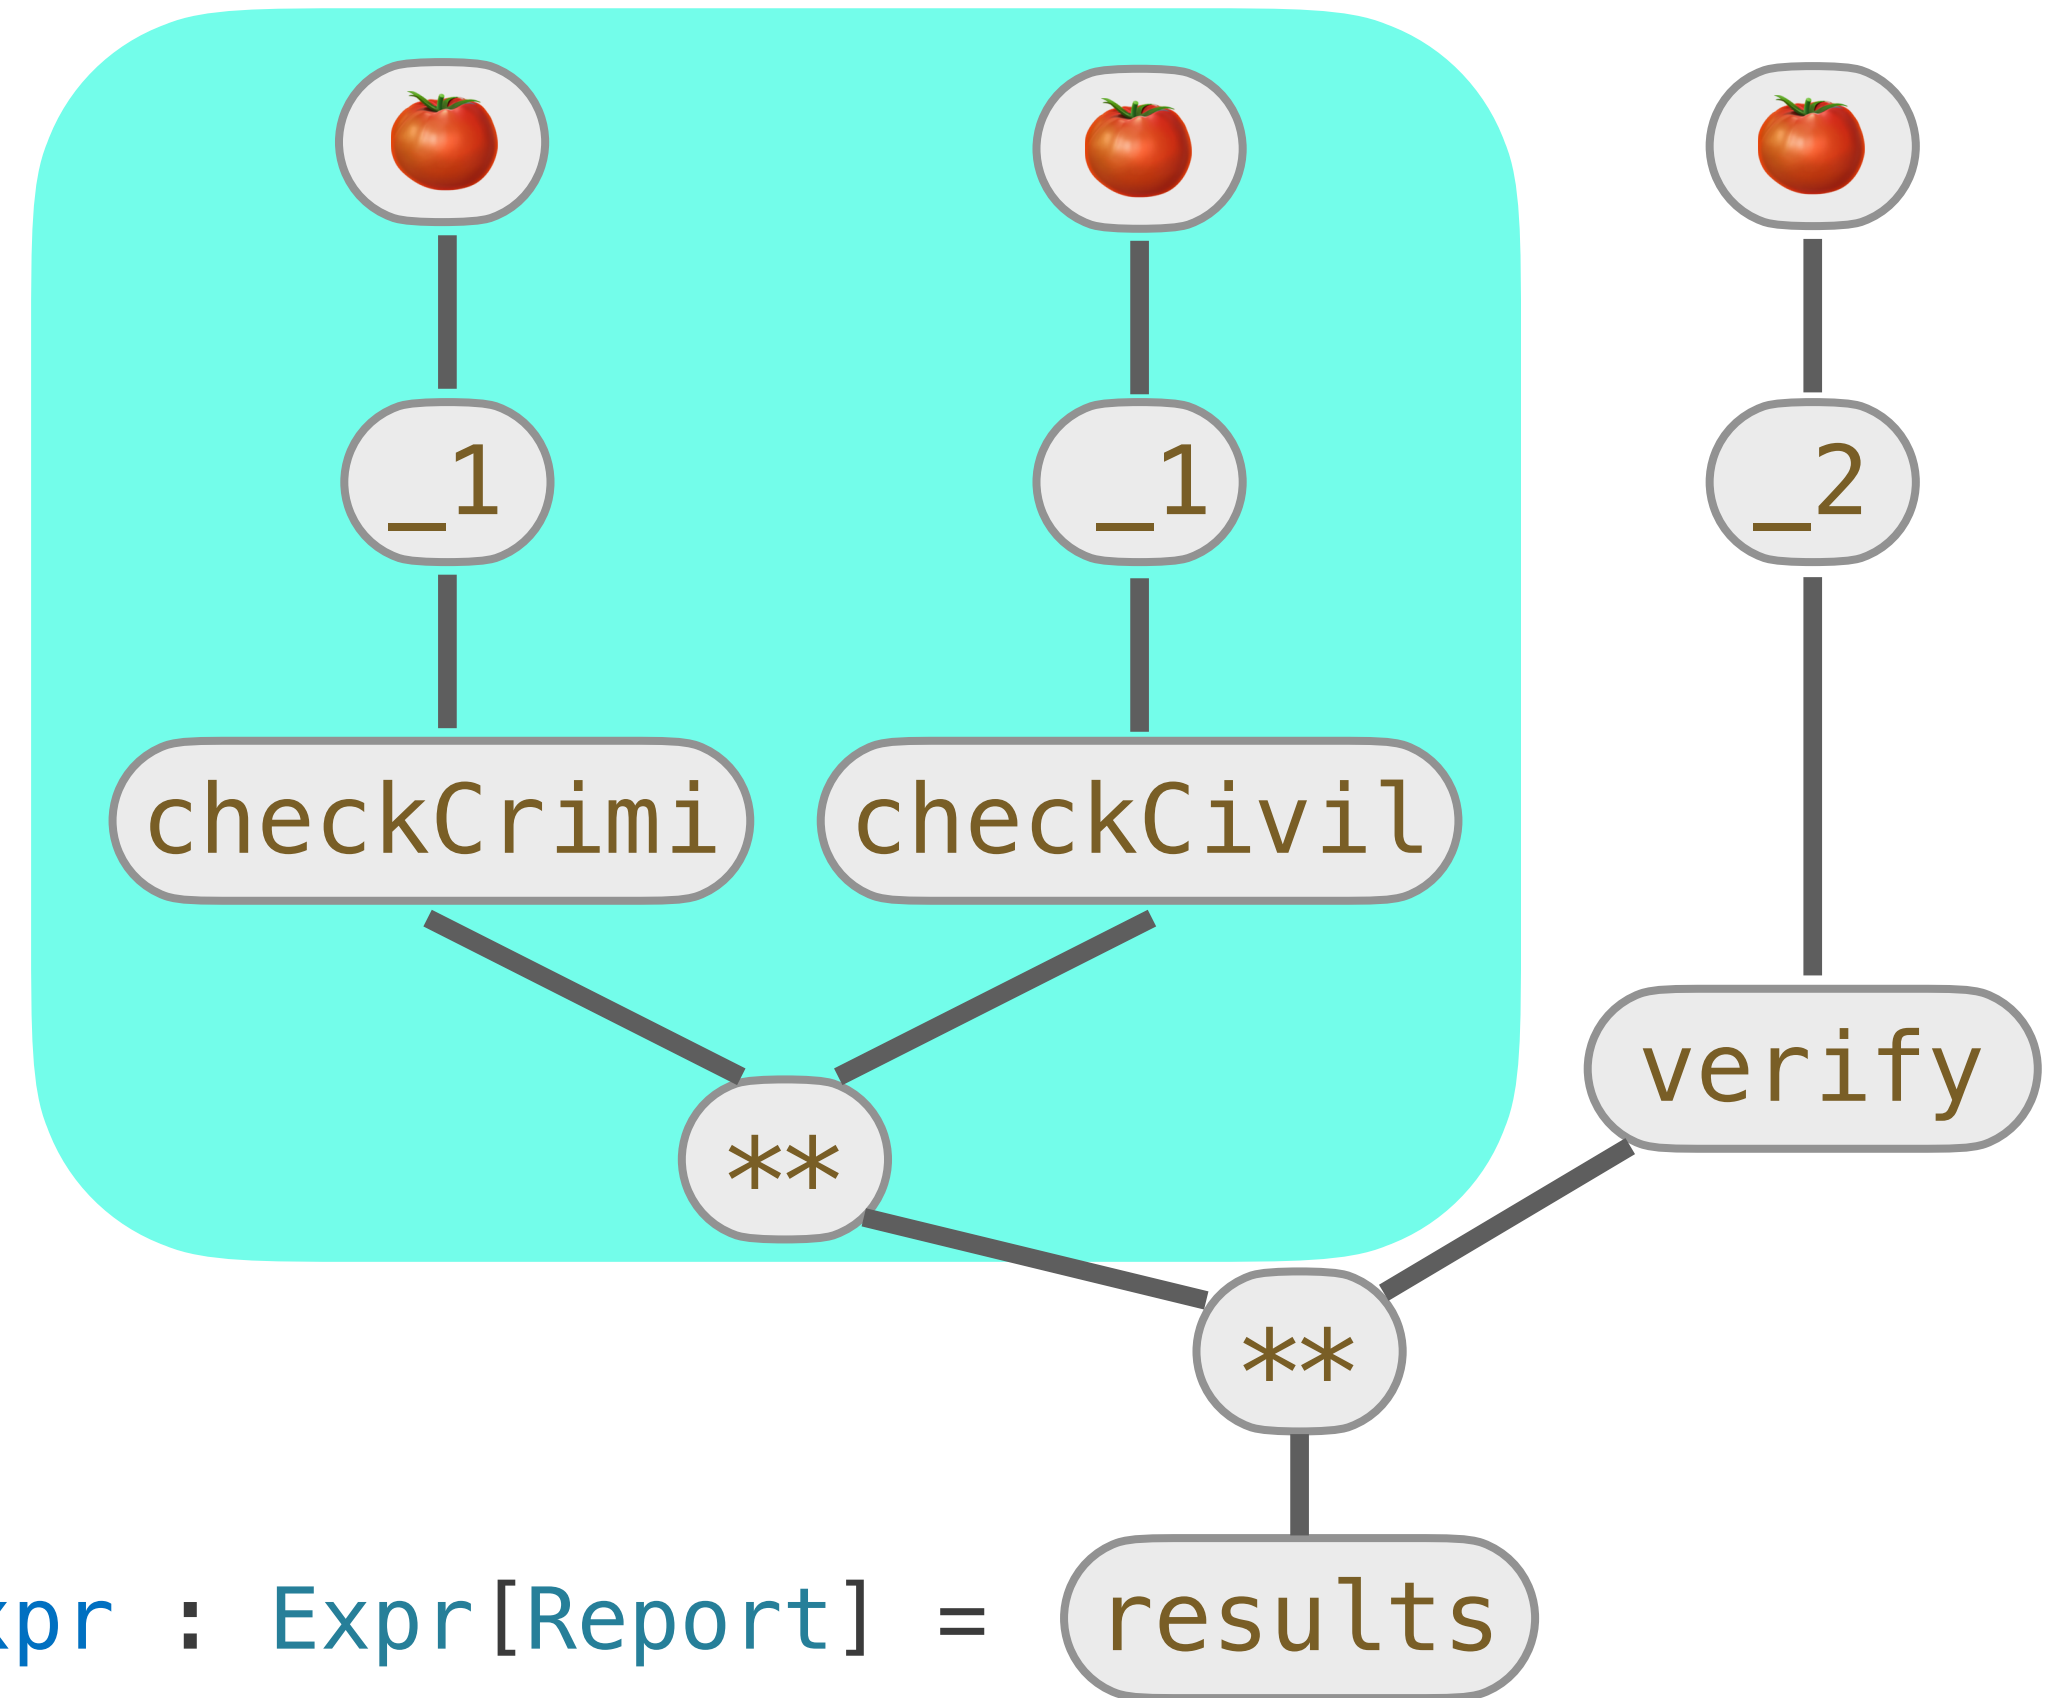 _1 _1 _2
checkCrimi checkCivil
verify
**
**
xpr : Expr[Report] = results